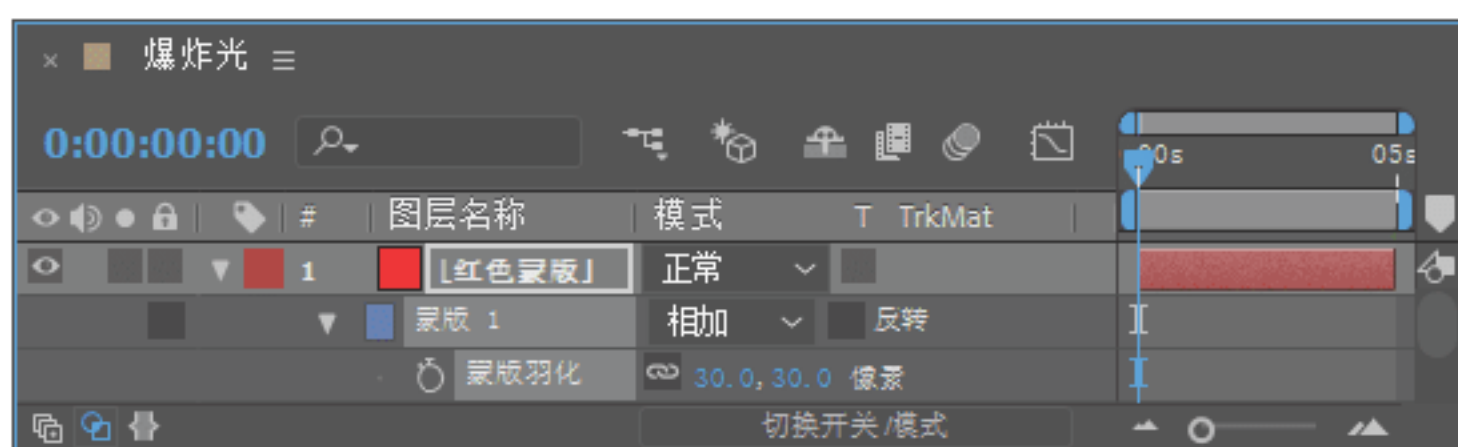 × 爆炸光 ≡
0:00:00:00 00s 05s
# 图层名称 模式 T TrkMat
1 [红色蒙版] 正常
蒙版 1 相加 反转
蒙版羽化 30.0,30.0 像素
切换开关/模式